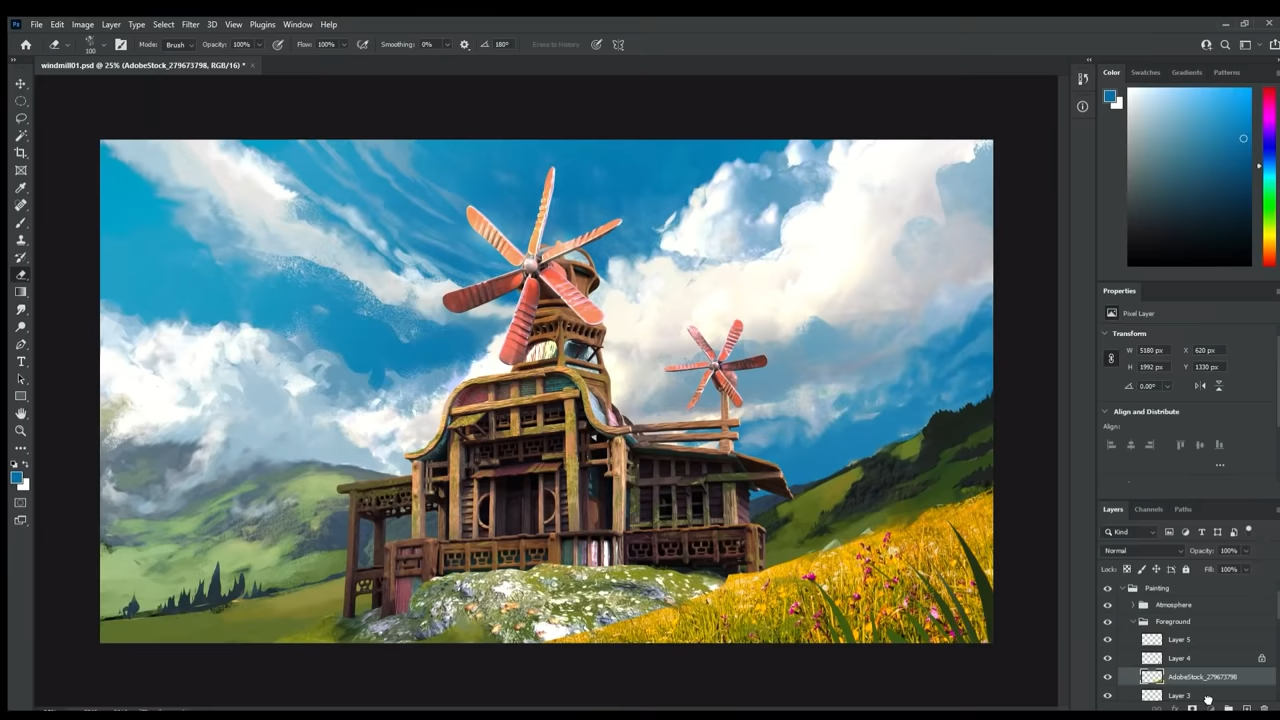 Ps File Edit Image Layer Type Select Filter 3D View Plugins Window Help
100 Mode: Brush Opacity: 100% Flow: 100% Smoothing: 0% 180° Erase to History
windmill01.psd @ 25% (AdobeStock_279673798, RGB/16) *
Color Swatches Gradients Patterns
Properties
Pixel Layer
Transform
W 5180 px X 620 px
H 1992 px Y 1330 px
0.00°
Align and Distribute
Align:
Layers Channels Paths
Kind
Normal Opacity: 100%
Lock: Fill: 100%
Painting
Atmosphere
Foreground
Layer 5
Layer 4
AdobeStock_279673798
Layer 3